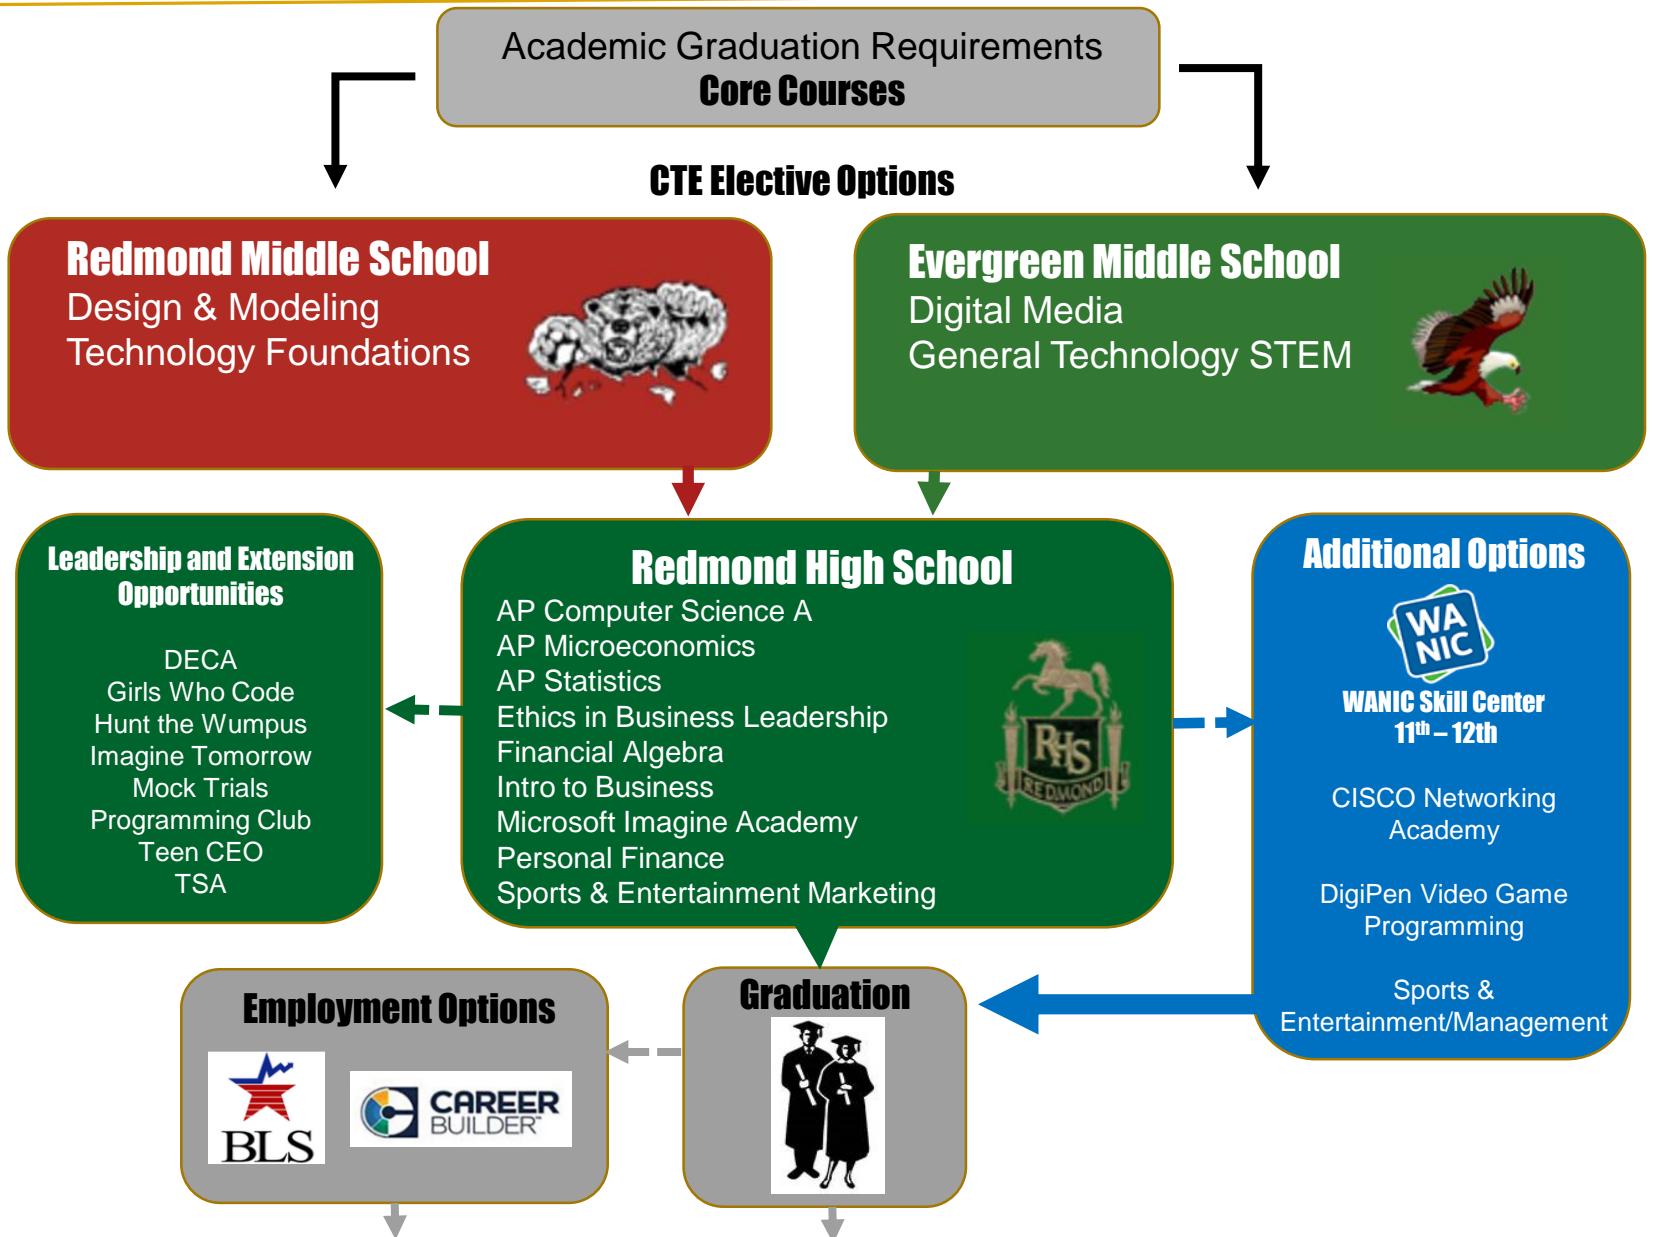 Academic Graduation Requirements
Core Courses
CTE Elective Options
Redmond Middle School
Design & Modeling
Technology Foundations
Evergreen Middle School
Digital Media
General Technology STEM
Leadership and Extension
Opportunities
DECA
Girls Who Code
Hunt the Wumpus
Imagine Tomorrow
Mock Trials
Programming Club
Teen CEO
TSA
Redmond High School
AP Computer Science A
AP Microeconomics
AP Statistics
Ethics in Business Leadership
Financial Algebra
Intro to Business
Microsoft Imagine Academy
Personal Finance
Sports & Entertainment Marketing
RHS
REDMOND
Additional Options
WA
NIC
WANIC Skill Center
11th – 12th
CISCO Networking
Academy
DigiPen Video Game
Programming
Sports &
Entertainment/Management
Employment Options
BLS
CAREER
BUILDER™
Graduation